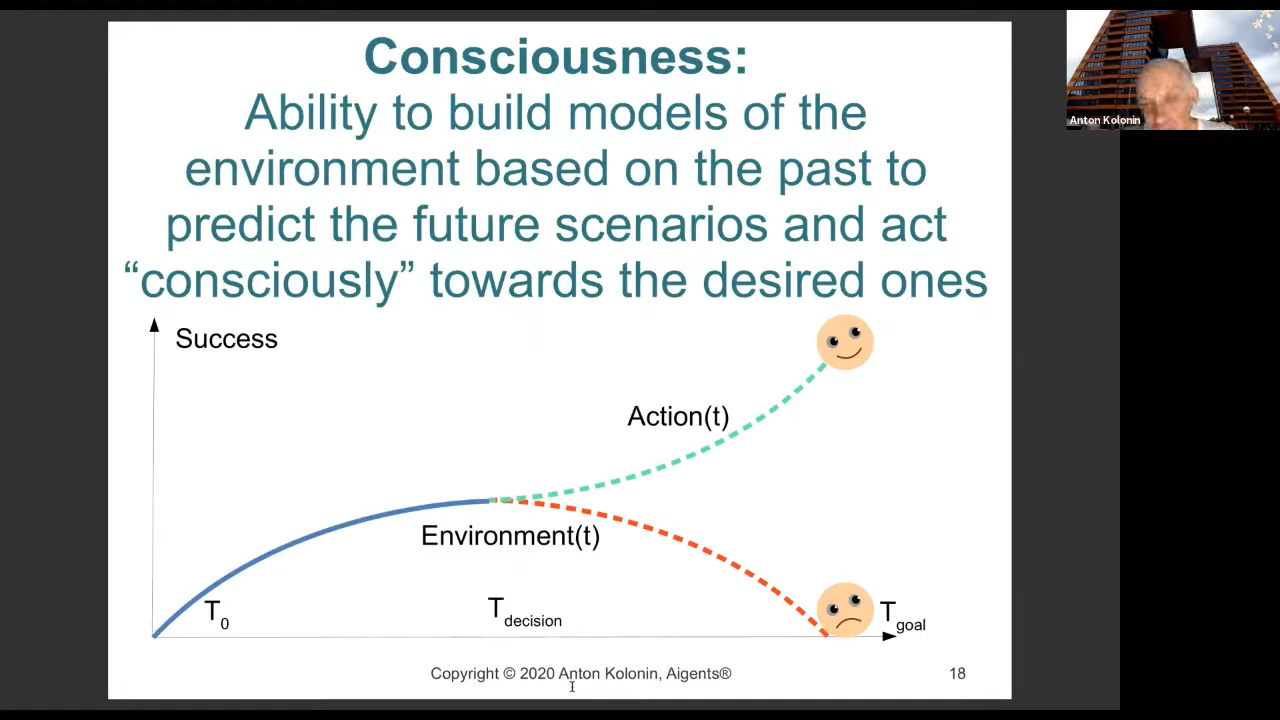 Consciousness:
Ability to build models of the
environment based on the past to
predict the future scenarios and act
“consciously” towards the desired ones
Success
Action(t)
Environment(t)
T0
Tdecision
Tgoal
Copyright © 2020 Anton Kolonin, Aigents®
18
Anton Kolonin